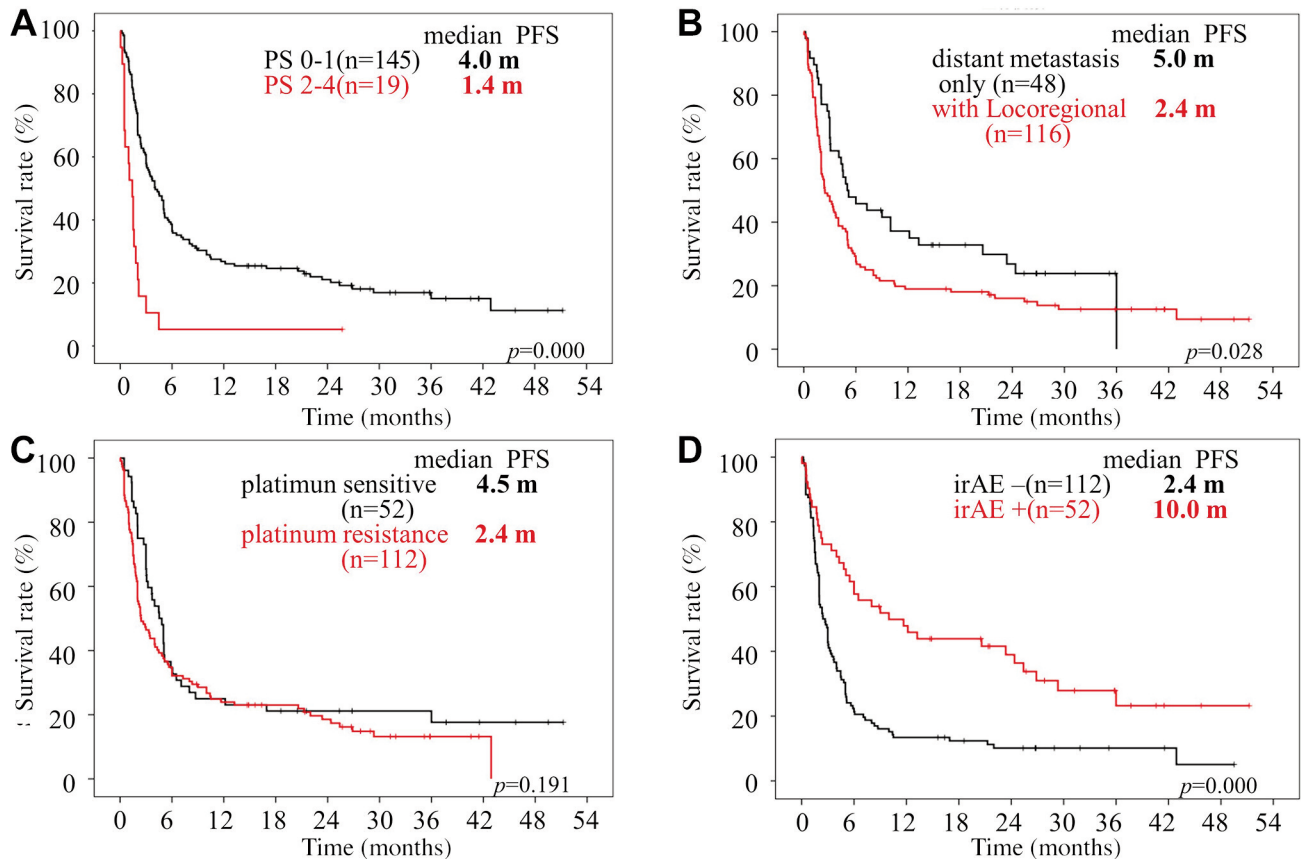 A
median PFS
PS 0-1(n=145) 4.0 m
PS 2-4(n=19) 1.4 m
Survival rate (%)
100
80
60
40
20
0
p=0.000
0 6 12 18 24 30 36 42 48 54
Time (months)
B
median PFS
distant metastasis 5.0 m
only (n=48)
with Locoregional 2.4 m
(n=116)
Survival rate (%)
100
80
60
40
20
0
p=0.028
0 6 12 18 24 30 36 42 48 54
Time (months)
C
median PFS
platimun sensitive 4.5 m
(n=52)
platinum resistance 2.4 m
(n=112)
Survival rate (%)
100
80
60
40
20
0
p=0.191
0 6 12 18 24 30 36 42 48 54
Time (months)
D
median PFS
irAE –(n=112) 2.4 m
irAE +(n=52) 10.0 m
Survival rate (%)
100
80
60
40
20
0
p=0.000
0 6 12 18 24 30 36 42 48 54
Time (months)